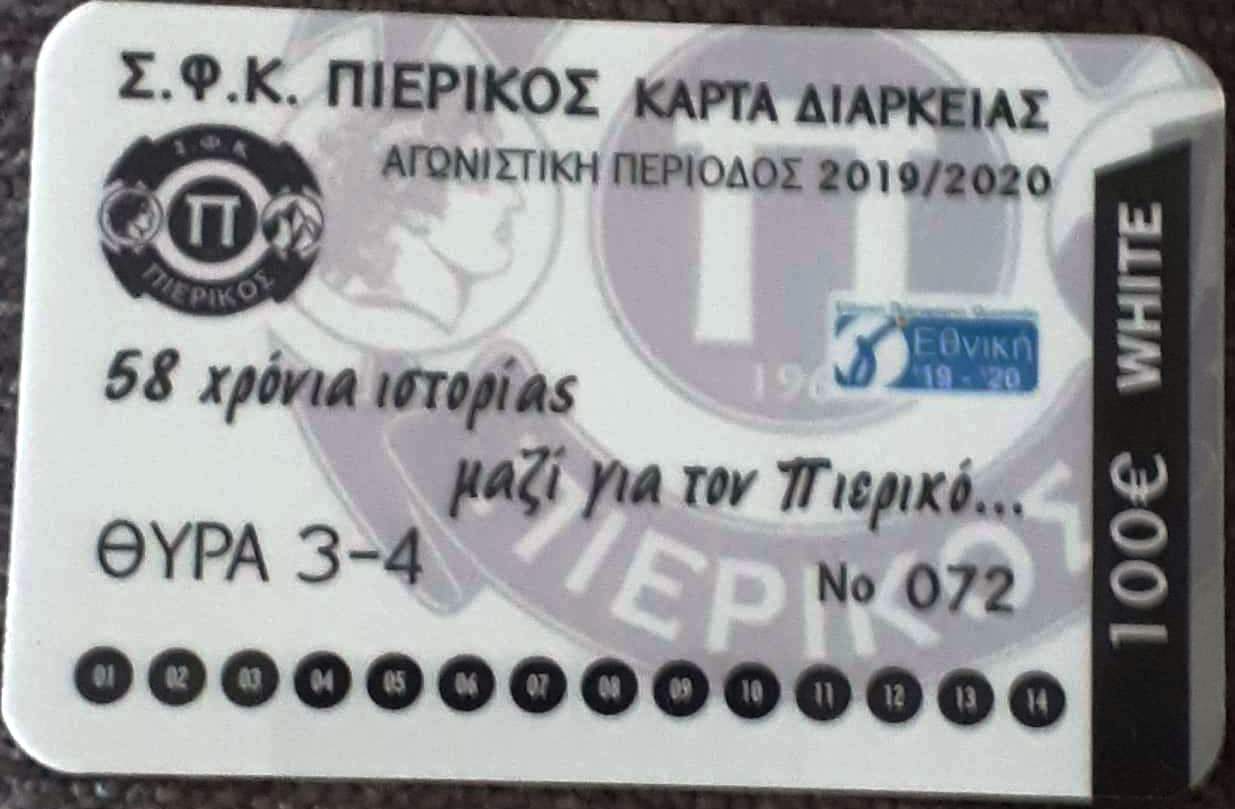 Σ.Φ.Κ. ΠΙΕΡΙΚΟΣ ΚΑΡΤΑ ΔΙΑΡΚΕΙΑΣ
ΑΓΩΝΙΣΤΙΚΗ ΠΕΡΙΟΔΟΣ 2019/2020
Σ Φ Κ
Π
ΠΙΕΡΙΚΟΣ
Π
196
ΠΙΕΡΙΚΟΣ
γ Εθνική
'19 - '20
58 χρόνια ιστορίας
μαζί για τον Πιερικό...
ΘΥΡΑ 3-4
No 072
01 02 03 04 05 06 07 08 09 10 11 12 13 14
100€ WHITE